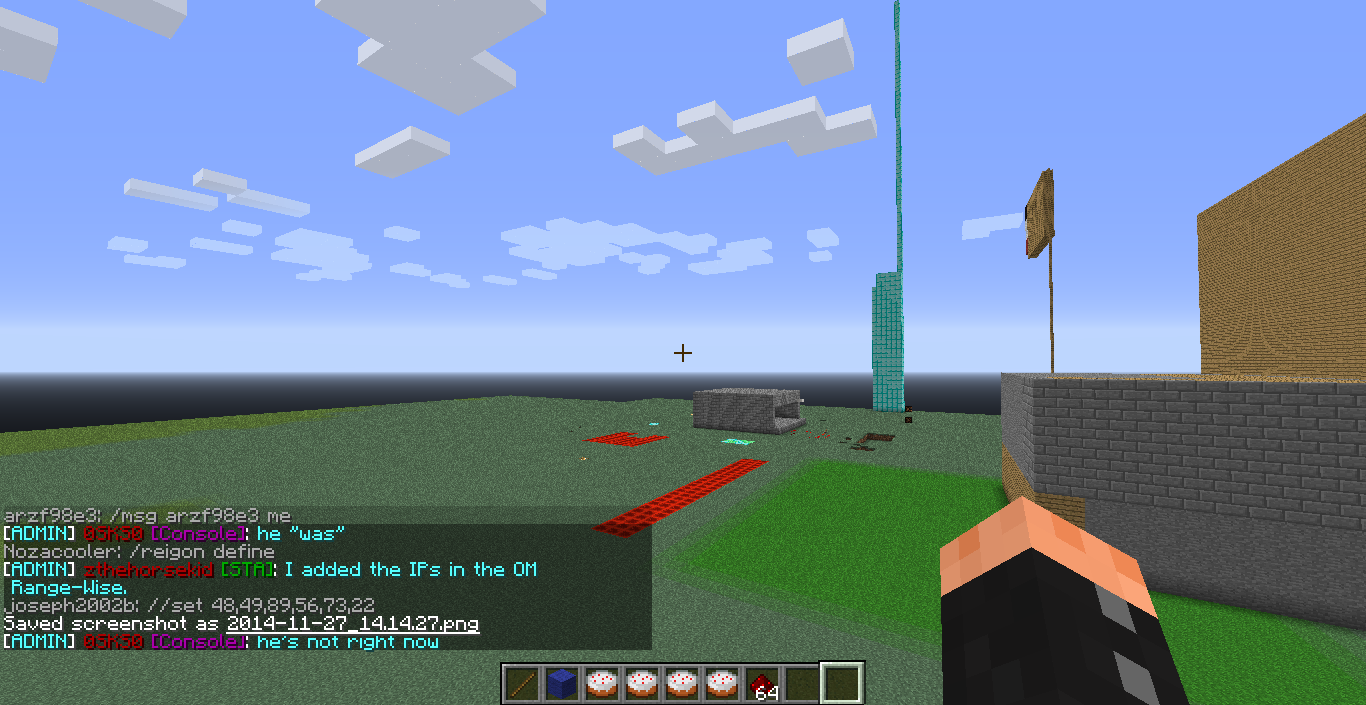 arzf98e3: /msg arzf98e3 me
[ADMIN] 05K50 [Console]: he "was"
Nozacooler: /reigon define
[ADMIN] zthehorsekid [STA]: I added the IPs in the OM
Range-Wise.
joseph2002b: //set 48,49,89,56,73,22
Saved screenshot as 2014-11-27_14.14.27.png
[ADMIN] 05K50 [Console]: he's not right now
64